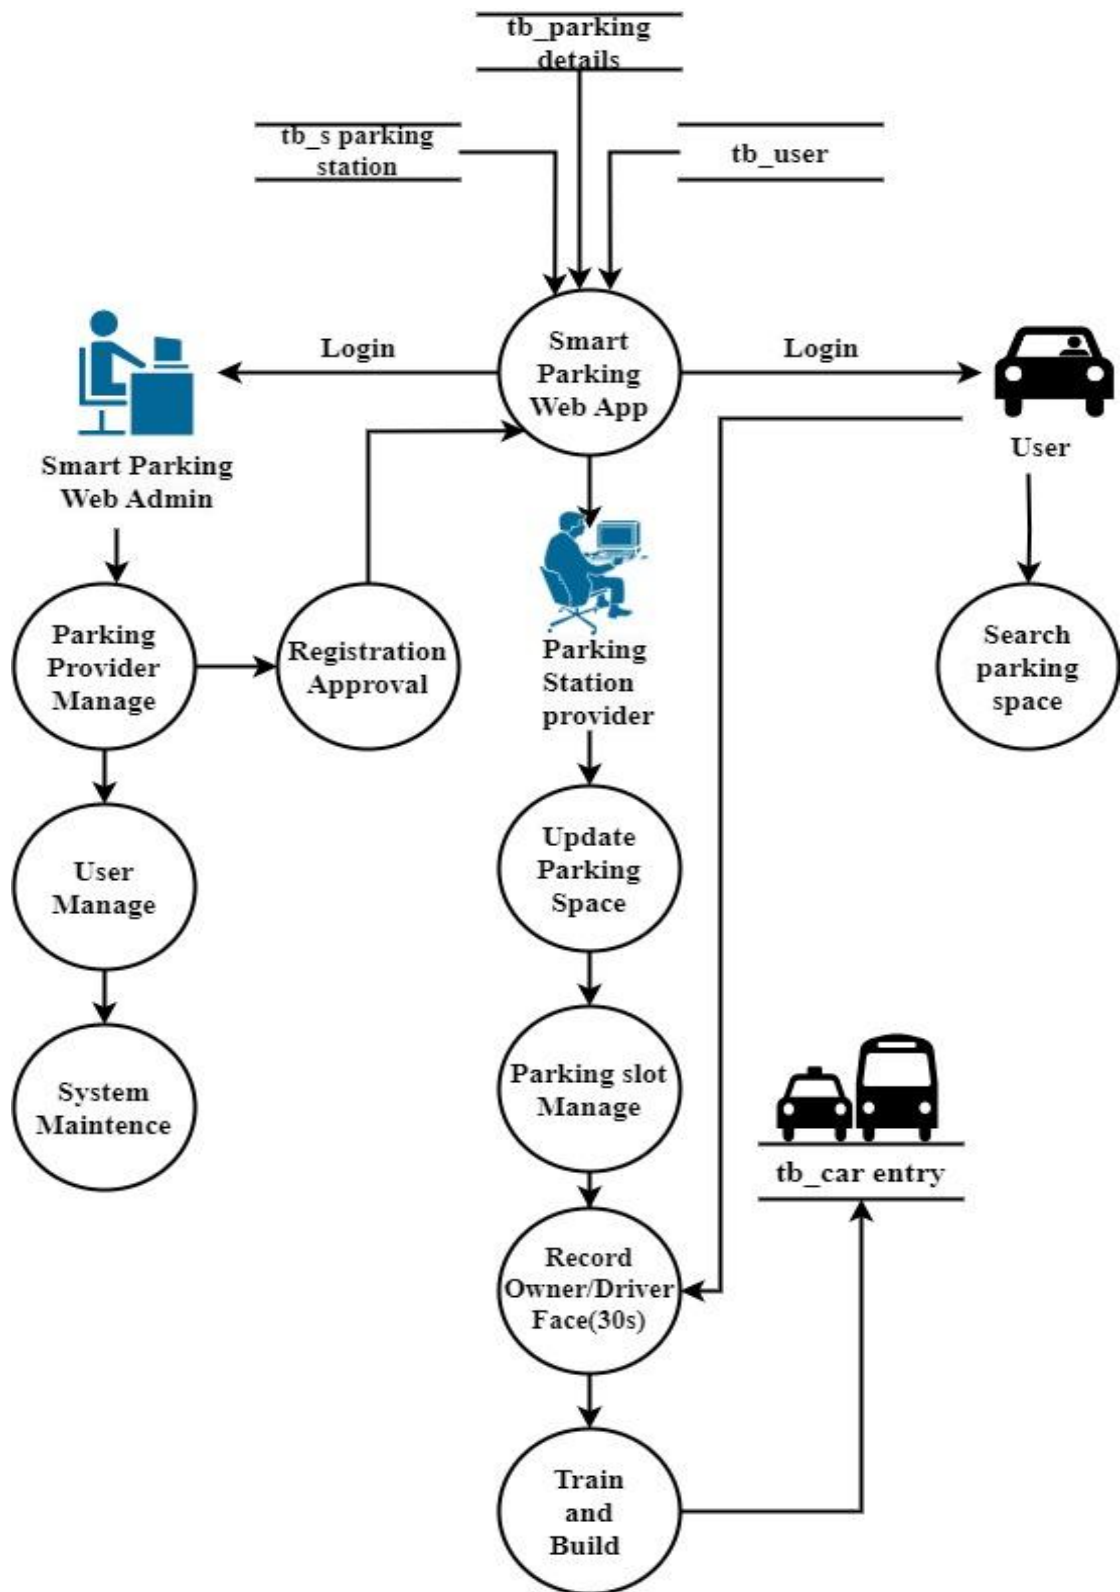 tb_parking
details
tb_s parking
station
tb_user
Smart
Parking
Web App
Login
Login
Smart Parking
Web Admin
User
Parking
Provider
Manage
Registration
Approval
Parking
Station
provider
Search
parking
space
User
Manage
Update
Parking
Space
System
Maintence
Parking slot
Manage
tb_car entry
Record
Owner/Driver
Face(30s)
Train
and
Build